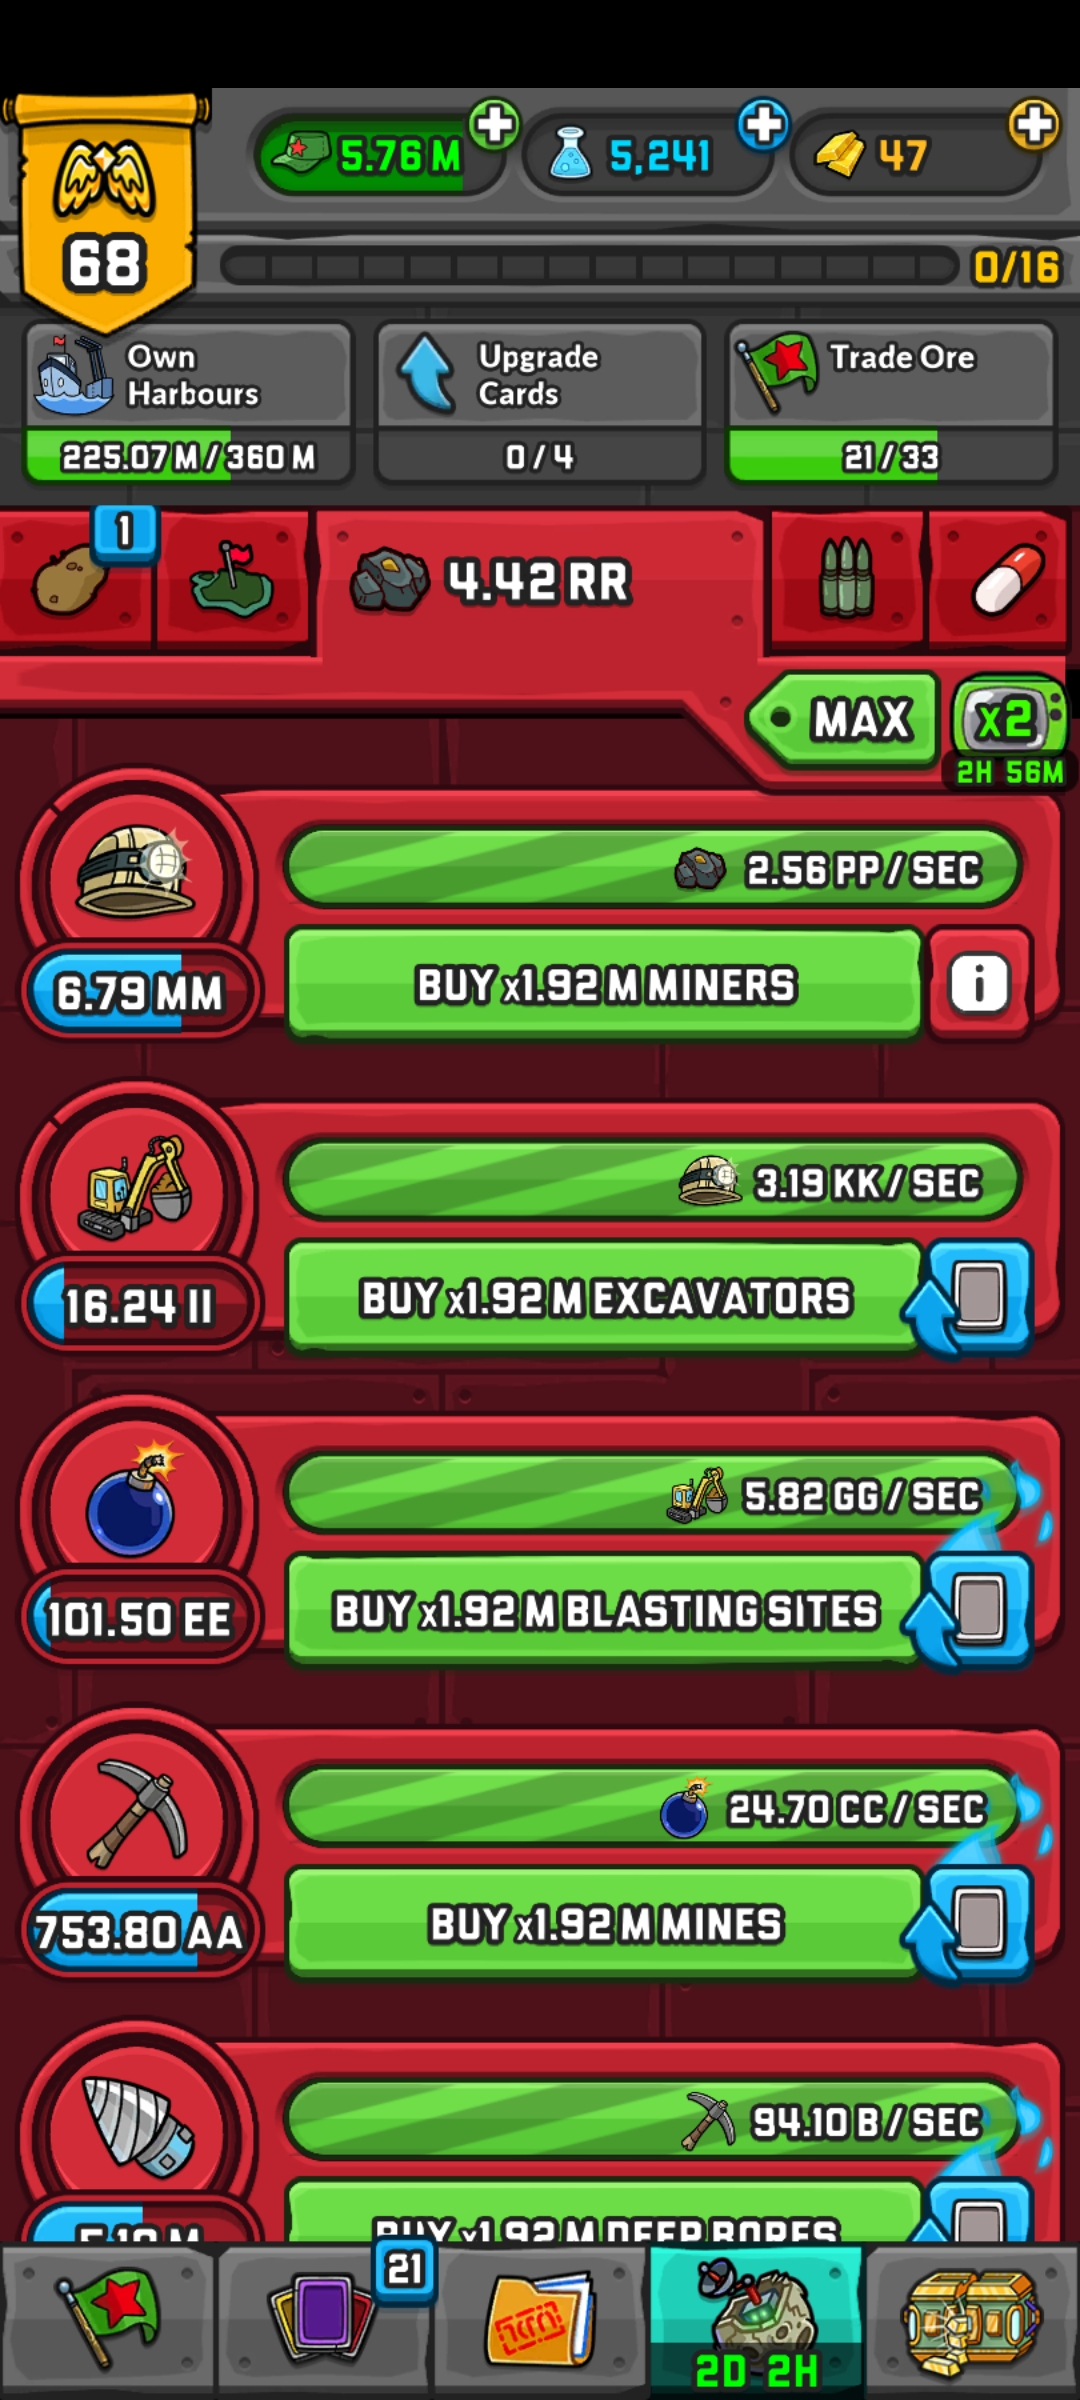 5.76 M
5,241
47
68
0/16
Own
Harbours
225.07 M / 360 M
Upgrade
Cards
0 / 4
Trade Ore
21 / 33
1
4.42 RR
MAX
x2
2H 56M
2.56 PP / SEC
6.79 MM
BUY x1.92 M MINERS
i
3.19 KK / SEC
16.24 II
BUY x1.92 M EXCAVATORS
5.82 GG / SEC
101.50 EE
BUY x1.92 M BLASTING SITES
24.70 CC / SEC
753.80 AA
BUY x1.92 M MINES
94.10 B / SEC
BUY x1.92 M DEEP BORES
21
2D 2H